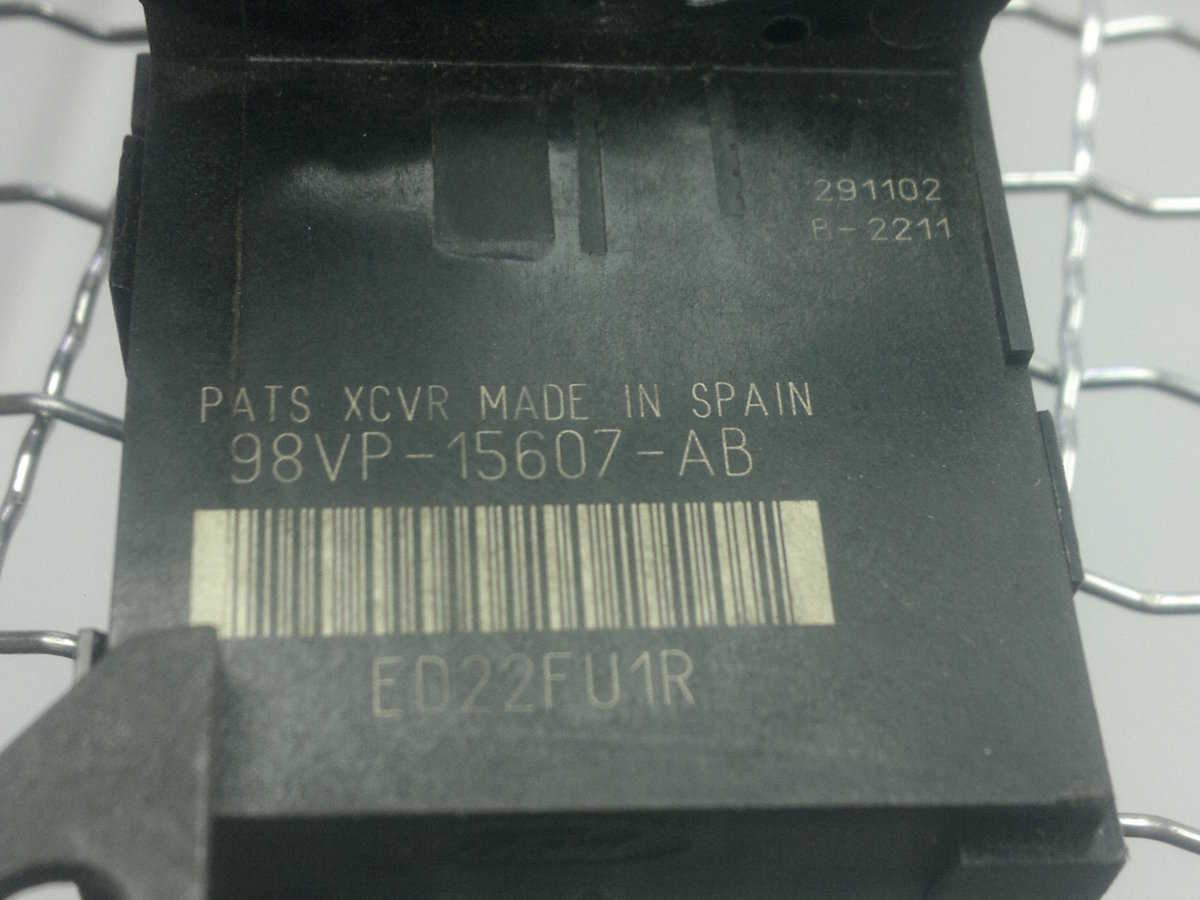 291102
B-2211
PATS XCVR MADE IN SPAIN
98VP-15607-AB
ED22FU1R